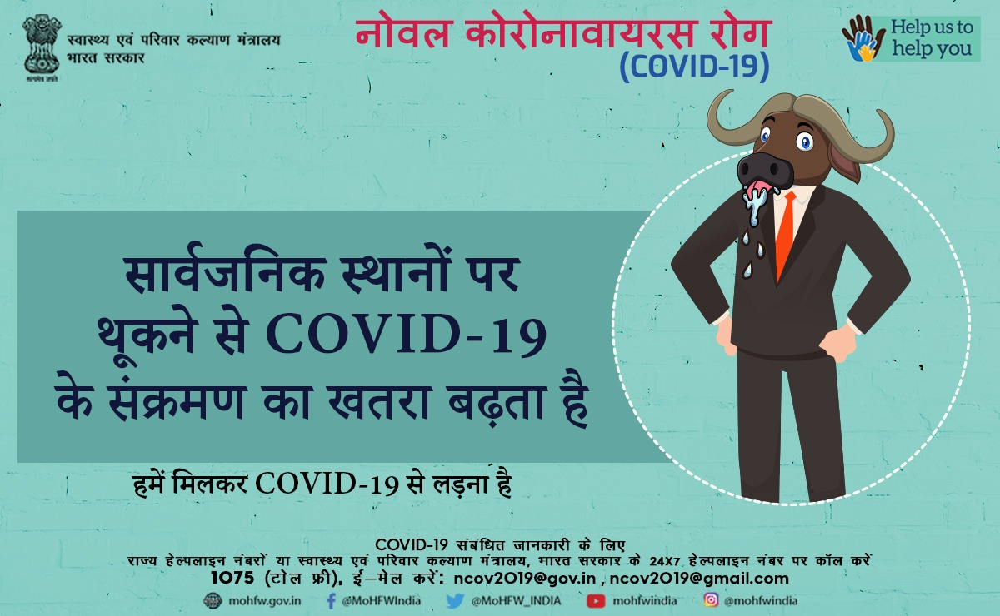 स्वास्थ्य एवं परिवार कल्याण मंत्रालय
भारत सरकार
सत्यमेव जयते
नोवल कोरोनावायरस रोग
(COVID-19)
Help us to
help you
सार्वजनिक स्थानों पर
थूकने से COVID-19
के संक्रमण का खतरा बढ़ता है
हमें मिलकर COVID-19 से लड़ना है
COVID-19 संबंधित जानकारी के लिए
राज्य हेल्पलाइन नंबरों या स्वास्थ्य एवं परिवार कल्याण मंत्रालय, भारत सरकार के 24X7 हेल्पलाइन नंबर पर कॉल करें
1075 (टोल फ्री), ई–मेल करें: ncov2019@gov.in , ncov2019@gmail.com
mohfw.gov.in @MoHFWIndia @MoHFW_INDIA mohfwindia @mohfwindia